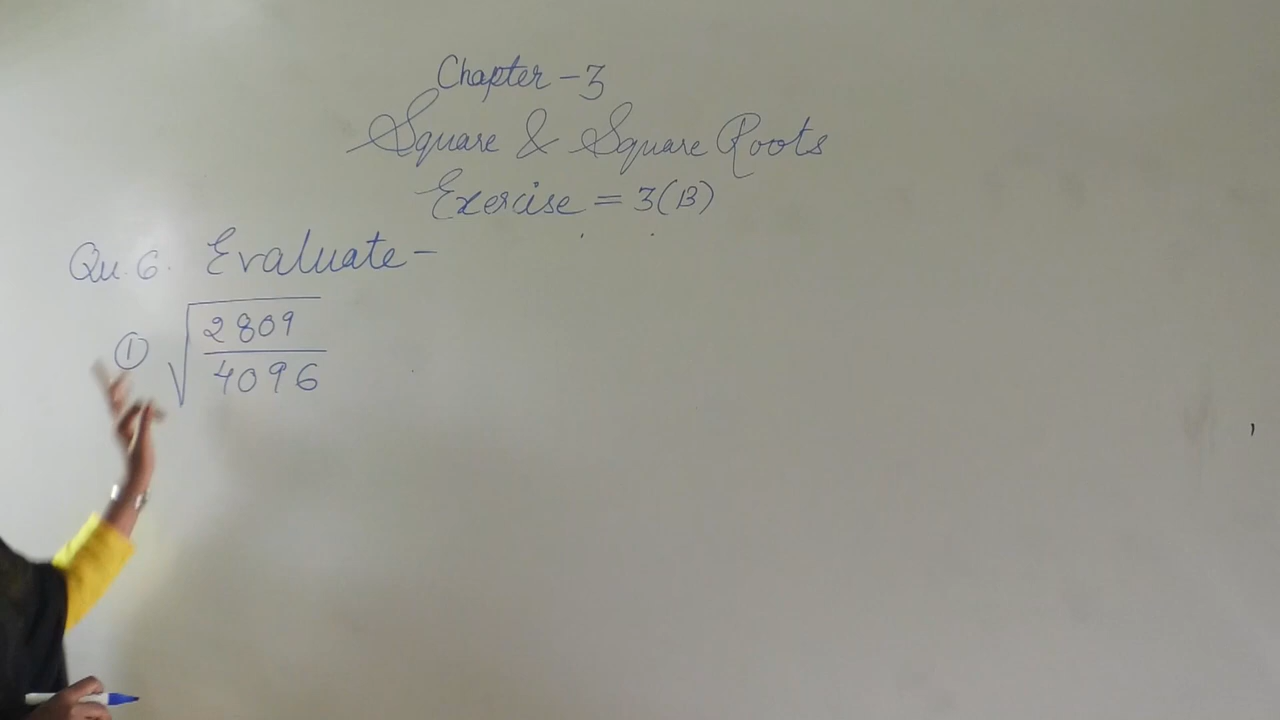 Chapter - 3
Square & Square Roots
Exercise = 3(B)
Qu. 6. Evaluate -
① √2809
4096